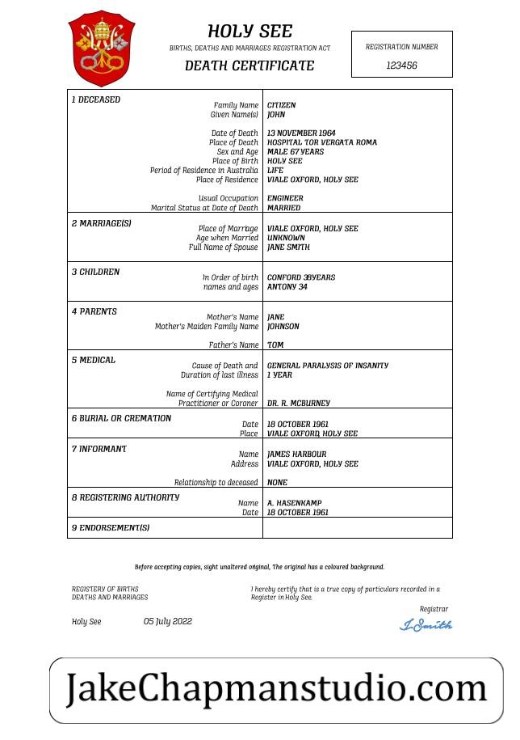 HOLY SEE
BIRTHS, DEATHS AND MARRIAGES REGISTRATION ACT
DEATH CERTIFICATE
REGISTRATION NUMBER
123456
1 DECEASED
Family Name CITIZEN
Given Name(s) JOHN
Date of Death 13 NOVEMBER 1964
Place of Death HOSPITAL TOR VERGATA ROMA
Sex and Age MALE 67 YEARS
Place of Birth HOLY SEE
Period of Residence in Australia LIFE
Place of Residence VIALE OXFORD, HOLY SEE
Usual Occupation ENGINEER
Marital Status at Date of Death MARRIED
2 MARRIAGE(S)
Place of Marriage VIALE OXFORD, HOLY SEE
Age when Married UNKNOWN
Full Name of Spouse JANE SMITH
3 CHILDREN
In Order of birth CONFORD 38YEARS
names and ages ANTONY 34
4 PARENTS
Mother's Name JANE
Mother's Maiden Family Name JOHNSON
Father's Name TOM
5 MEDICAL
Cause of Death and GENERAL PARALYSIS OF INSANITY
Duration of last illness 1 YEAR
Name of Certifying Medical
Practitioner or Coroner DR. R. MCBURNEY
6 BURIAL OR CREMATION
Date 18 OCTOBER 1961
Place VIALE OXFORD, HOLY SEE
7 INFORMANT
Name JAMES HARBOUR
Address VIALE OXFORD, HOLY SEE
Relationship to deceased NONE
8 REGISTERING AUTHORITY
Name A. HASENKAMP
Date 18 OCTOBER 1961
9 ENDORSEMENT(S)
Before accepting copies, sight unaltered original, The original has a coloured background.
REGISTERY OF BIRTHS
DEATHS AND MARRIAGES
I hereby certify that is a true copy of particulars recorded in a
Register in Holy See.
Registrar
Holy See 05 July 2022
J.Smith
JakeChapmanstudio.com